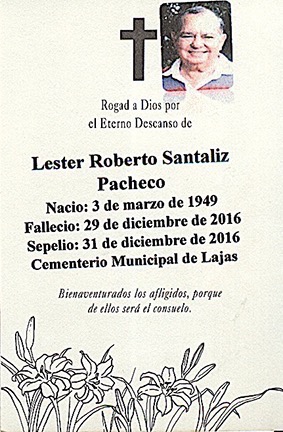 Rogad a Dios por
el Eterno Descanso de
Lester Roberto Santaliz
Pacheco
Nacio: 3 de marzo de 1949
Fallecio: 29 de diciembre de 2016
Sepelio: 31 de diciembre de 2016
Cementerio Municipal de Lajas
Bienaventurados los afligidos, porque
de ellos será el consuelo.